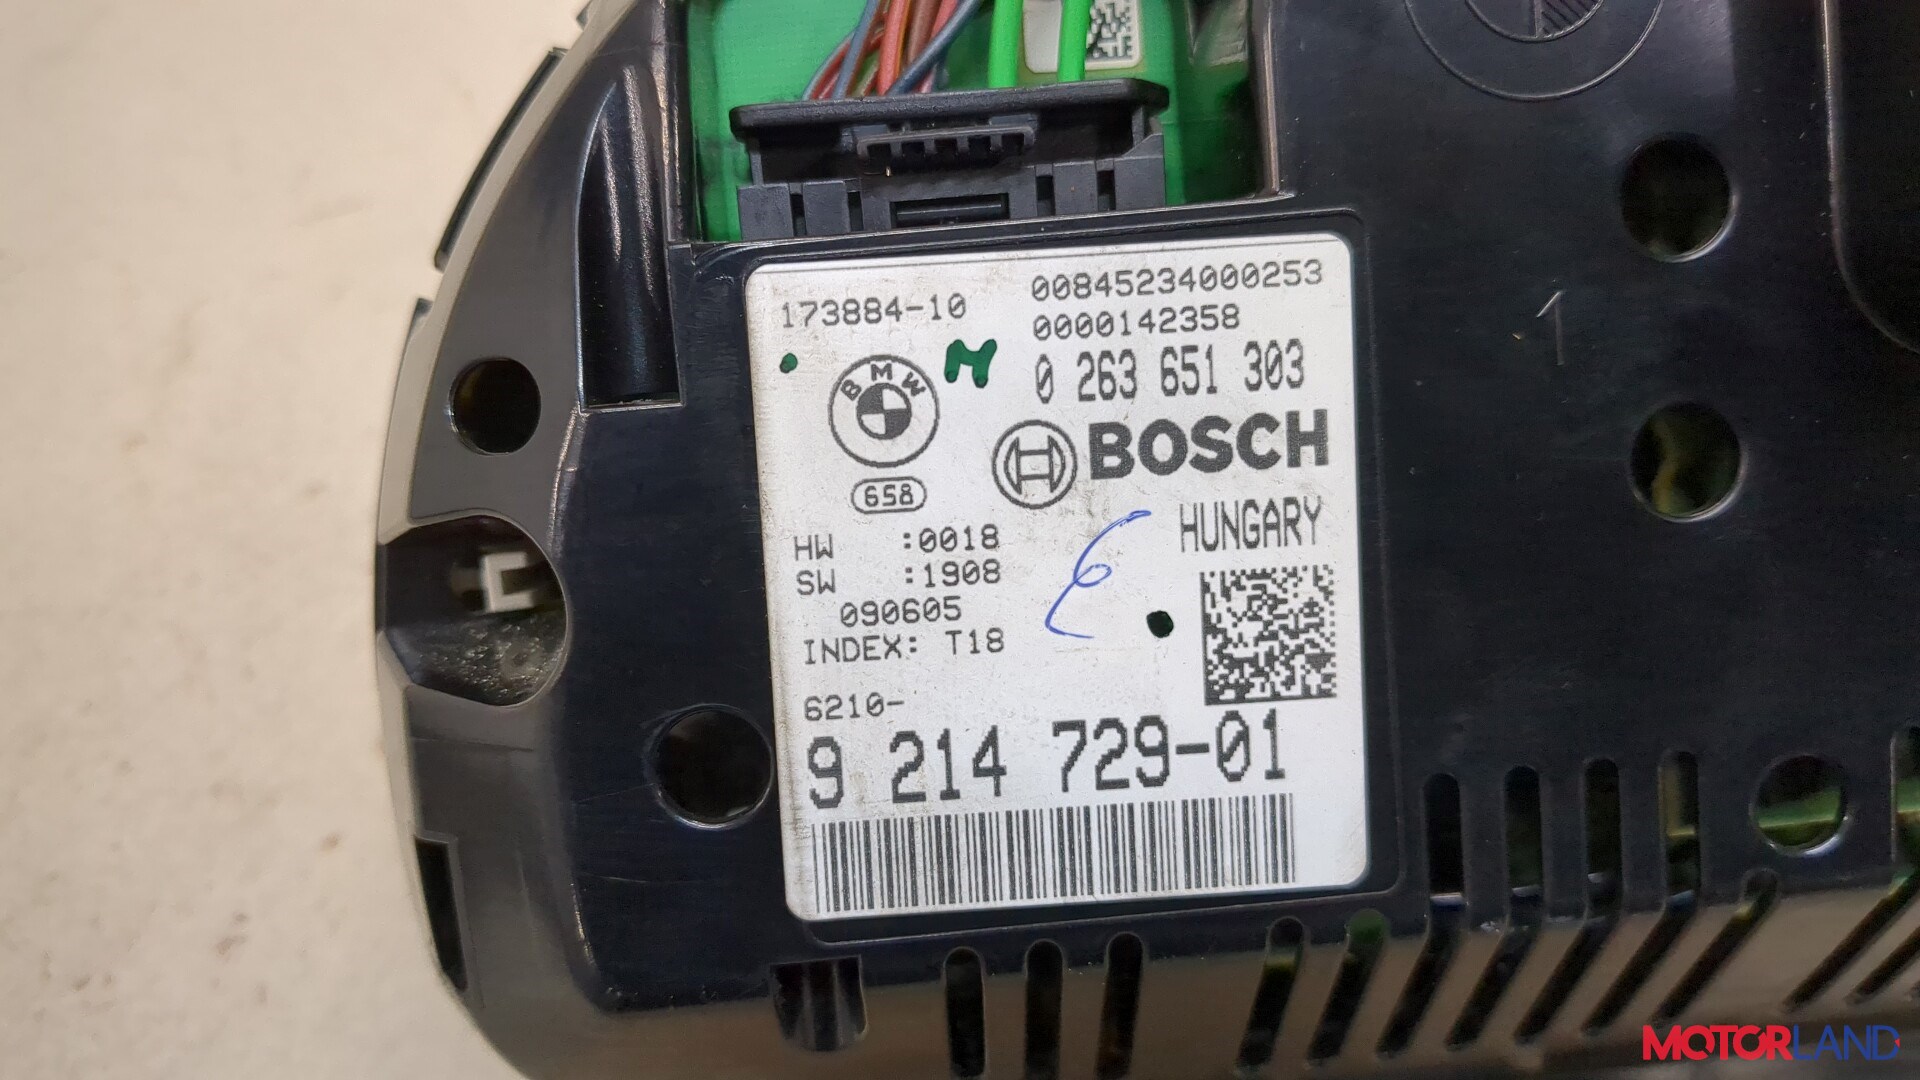 173884-10
00845234000253
0000142358
0 263 651 303
BMW
BOSCH
658
HUNGARY
HW :0018
SW :1908
090605
INDEX: T18
6210-
9 214 729-01
1
MOTORLAND